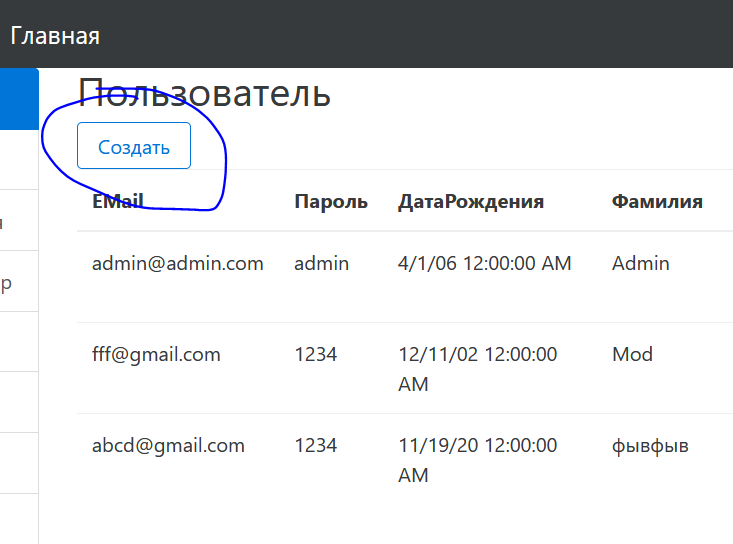 Главная
Пользователь
Создать
EMail Пароль ДатаРождения Фамилия
admin@admin.com admin 4/1/06 12:00:00 AM Admin
р
fff@gmail.com 1234 12/11/02 12:00:00 Mod
AM
abcd@gmail.com 1234 11/19/20 12:00:00 фывфыв
AM